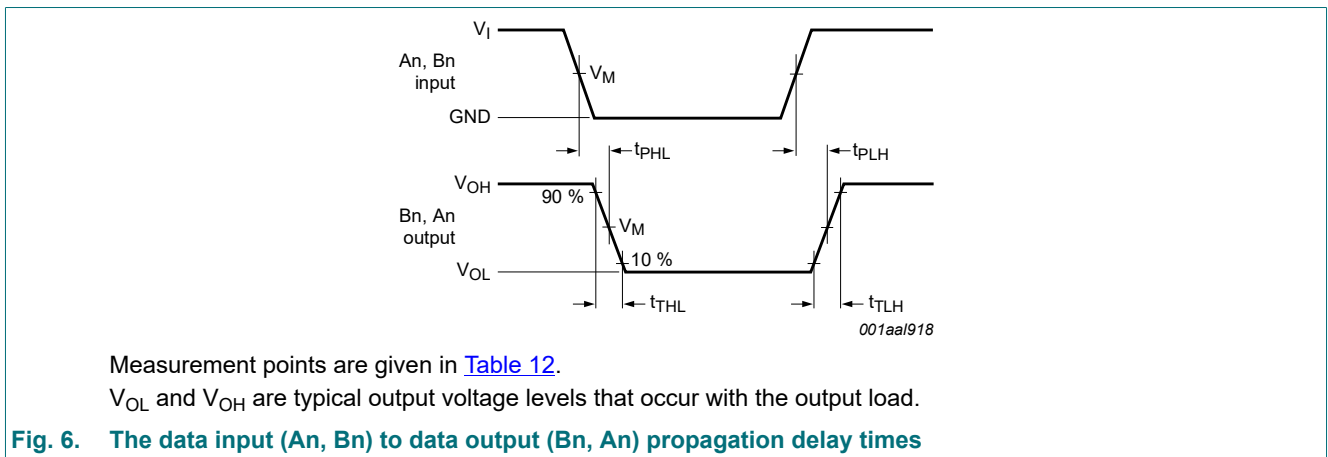 VI
An, Bn
input
VM
GND
tPHL
tPLH
VOH
90 %
Bn, An
output
VM
10 %
VOL
tTHL
tTLH
001aal918
Measurement points are given in Table 12.
VOL and VOH are typical output voltage levels that occur with the output load.
Fig. 6. The data input (An, Bn) to data output (Bn, An) propagation delay times